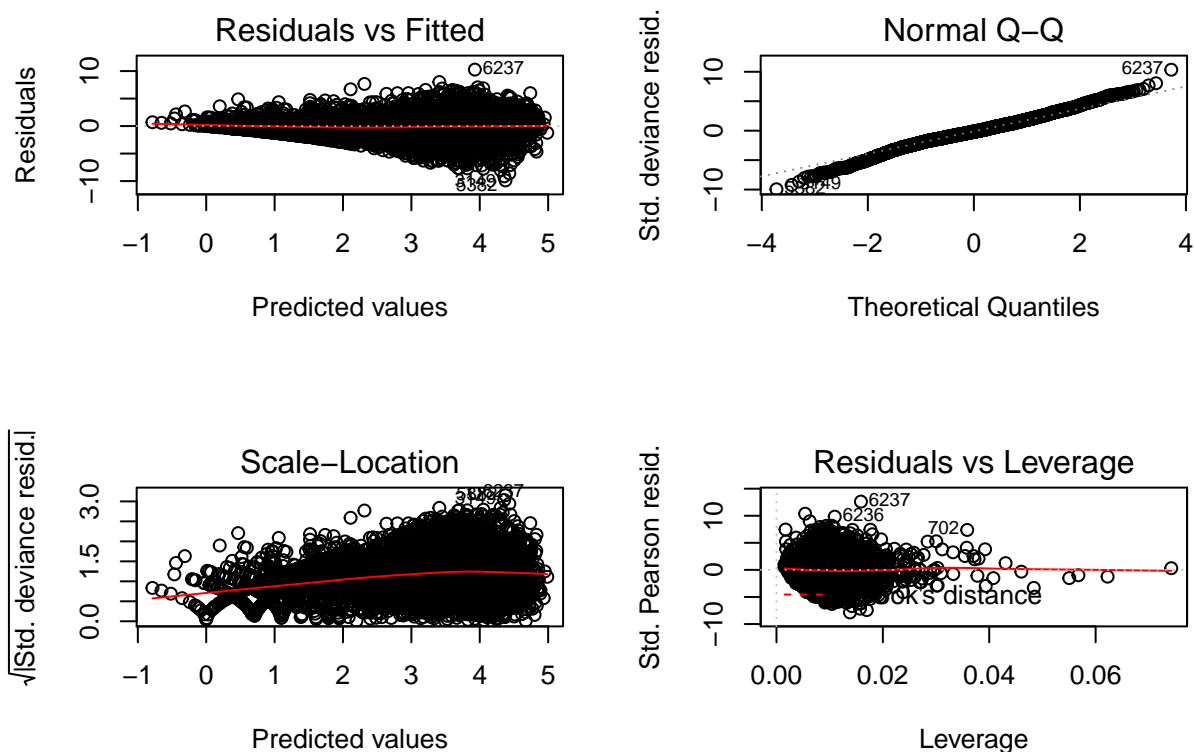 Residuals vs Fitted
Residuals
10
0
−10
6237
5382
−1 0 1 2 3 4 5
Predicted values
Normal Q−Q
Std. deviance resid.
10
0
−10
6237
−4 −2 0 2 4
Theoretical Quantiles
Scale−Location
√|Std. deviance resid.|
3.0
1.5
0.0
−1 0 1 2 3 4 5
Predicted values
Residuals vs Leverage
Std. Pearson resid.
10
0
−10
6237
6236
702
ok's distance
0.00 0.02 0.04 0.06
Leverage